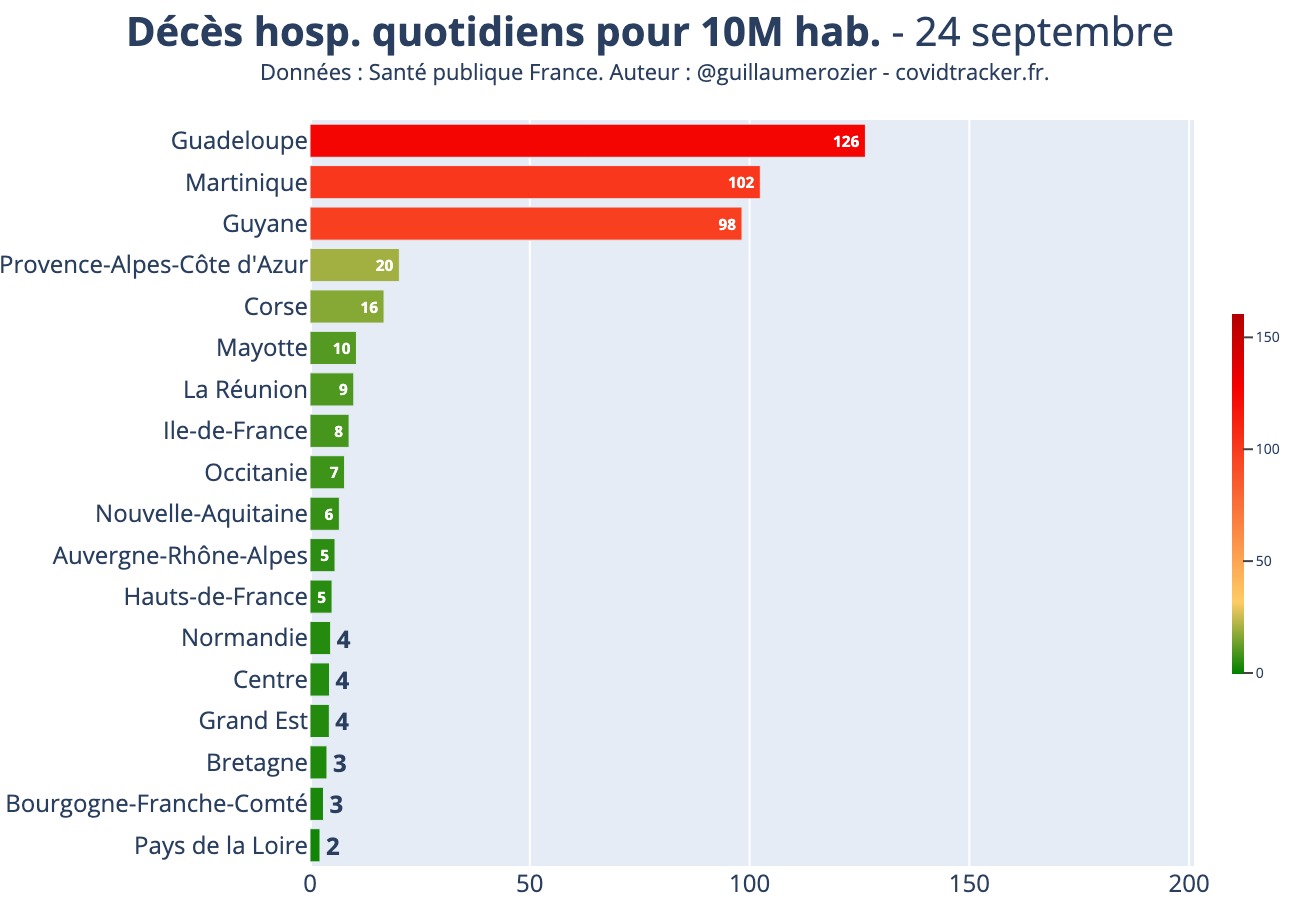 Décès hosp. quotidiens pour 10M hab. - 24 septembre
Données : Santé publique France. Auteur : @guillaumerozier - covidtracker.fr.
Guadeloupe 126
Martinique 102
Guyane 98
Provence-Alpes-Côte d'Azur 20
Corse 16
Mayotte 10
La Réunion 9
Ile-de-France 8
Occitanie 7
Nouvelle-Aquitaine 6
Auvergne-Rhône-Alpes 5
Hauts-de-France 5
Normandie 4
Centre 4
Grand Est 4
Bretagne 3
Bourgogne-Franche-Comté 3
Pays de la Loire 2
0 50 100 150 200
150
100
50
0